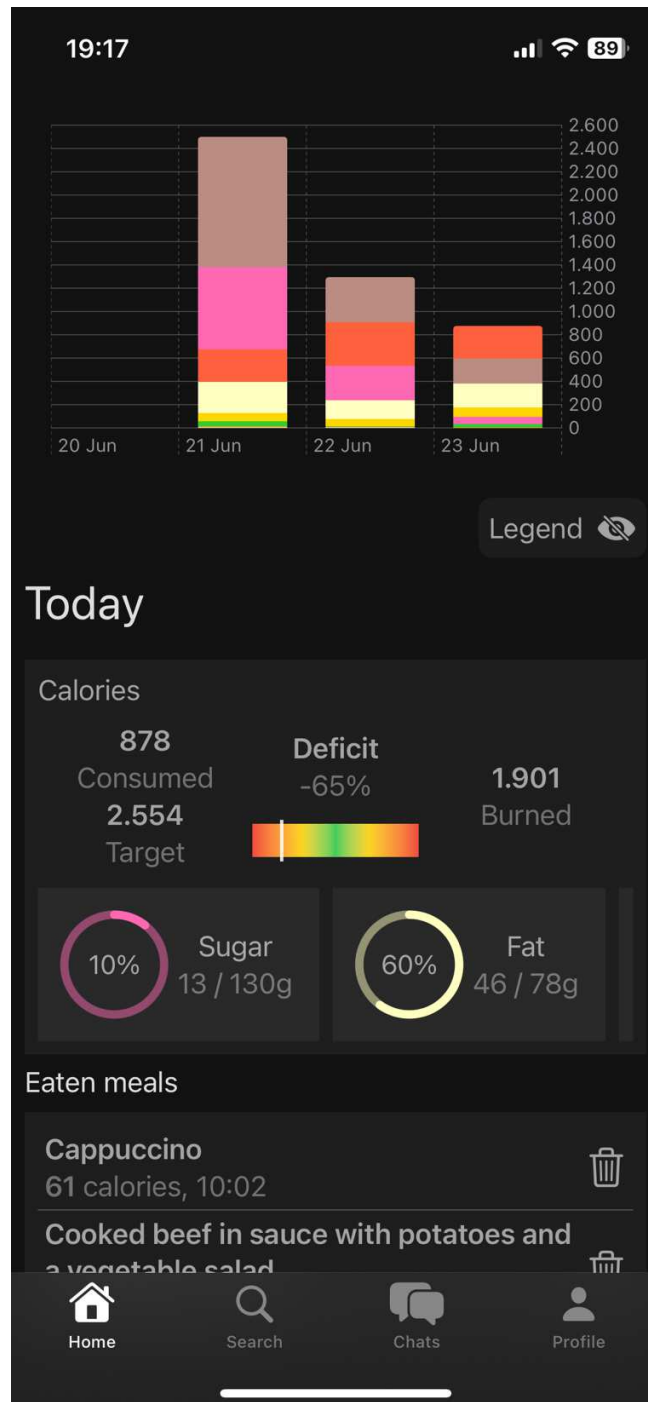 19:17
89
2.600
2.400
2.200
2.000
1.800
1.600
1.400
1.200
1.000
800
600
400
200
0
20 Jun
21 Jun
22 Jun
23 Jun
Legend
Today
Calories
878
Consumed
2.554
Target
Deficit
-65%
1.901
Burned
10%
Sugar
13 / 130g
60%
Fat
46 / 78g
Eaten meals
Cappuccino
61 calories, 10:02
Cooked beef in sauce with potatoes and
a vegetable salad
Home
Search
Chats
Profile